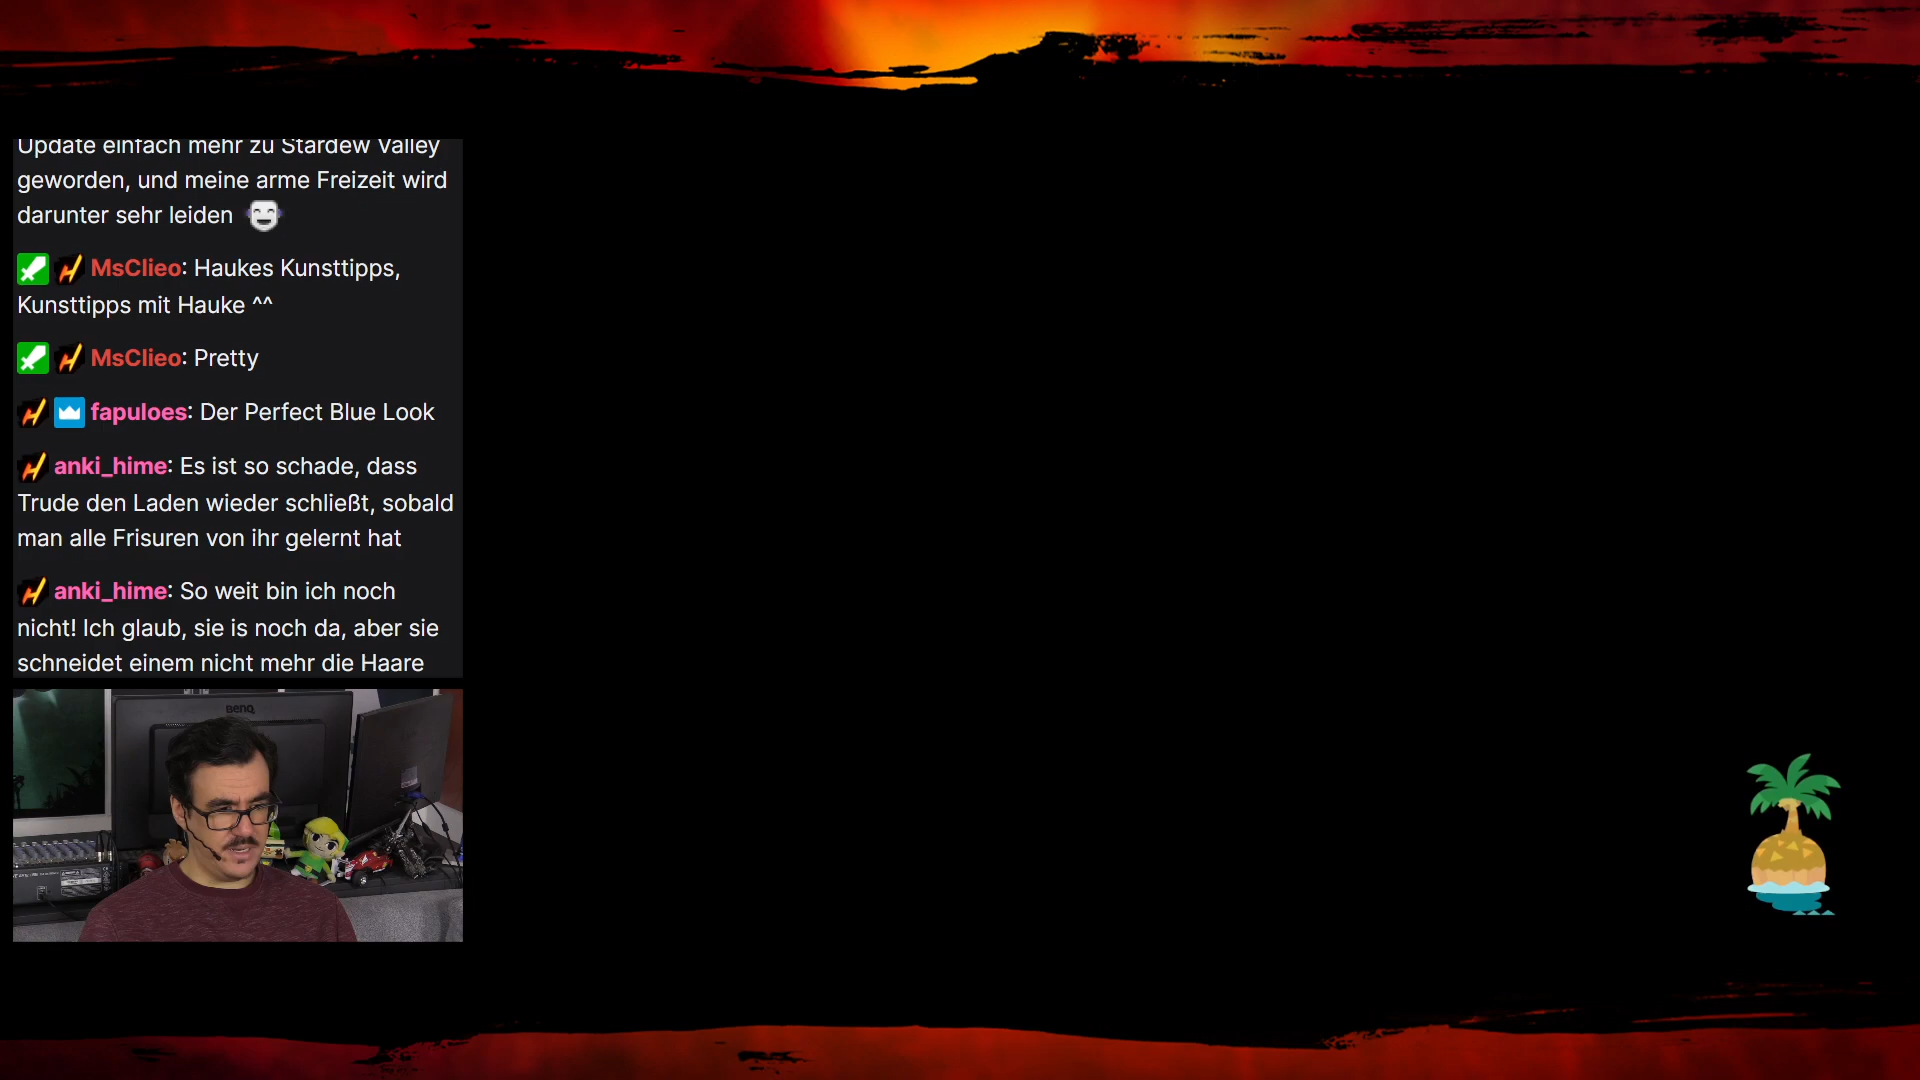 Update einfach mehr zu Stardew Valley
geworden, und meine arme Freizeit wird
darunter sehr leiden
MsClieo: Haukes Kunsttipps,
Kunsttipps mit Hauke ^^
MsClieo: Pretty
fapuloes: Der Perfect Blue Look
anki_hime: Es ist so schade, dass
Trude den Laden wieder schließt, sobald
man alle Frisuren von ihr gelernt hat
anki_hime: So weit bin ich noch
nicht! Ich glaub, sie is noch da, aber sie
schneidet einem nicht mehr die Haare
BenQ